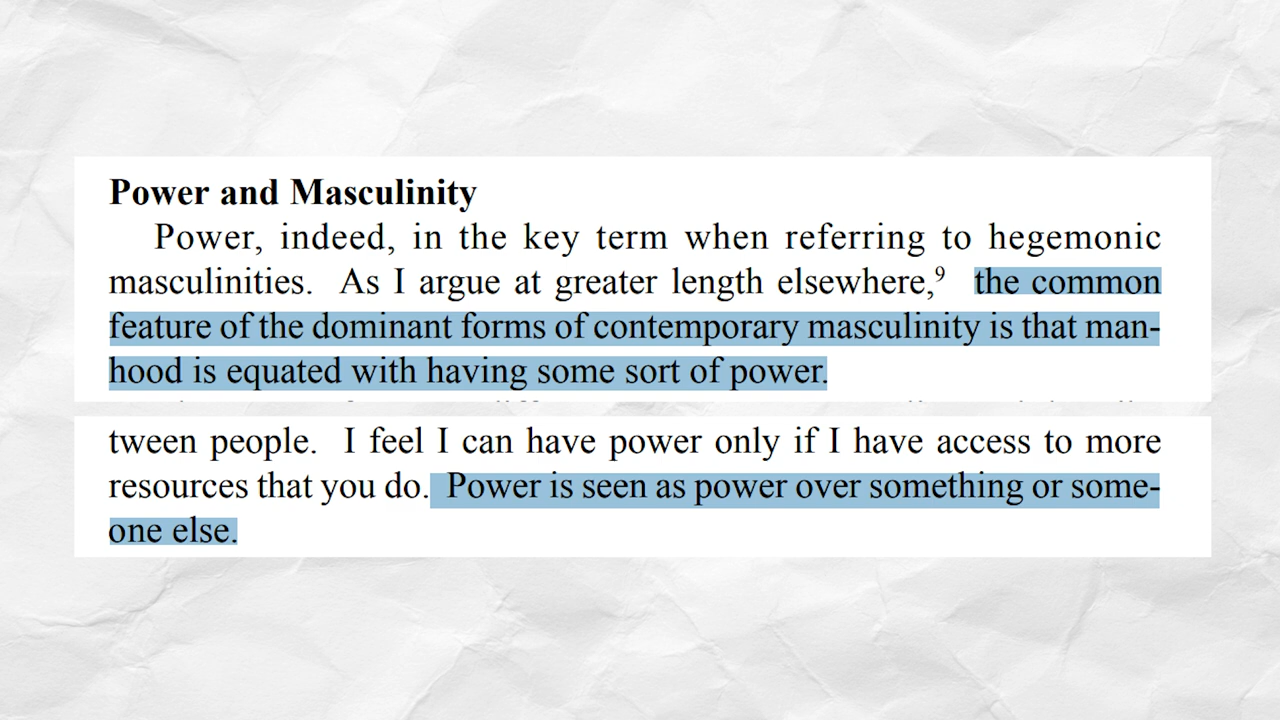 Power and Masculinity
Power, indeed, in the key term when referring to hegemonic
masculinities. As I argue at greater length elsewhere,⁹ the common
feature of the dominant forms of contemporary masculinity is that man-
hood is equated with having some sort of power.
tween people. I feel I can have power only if I have access to more
resources that you do. Power is seen as power over something or some-
one else.